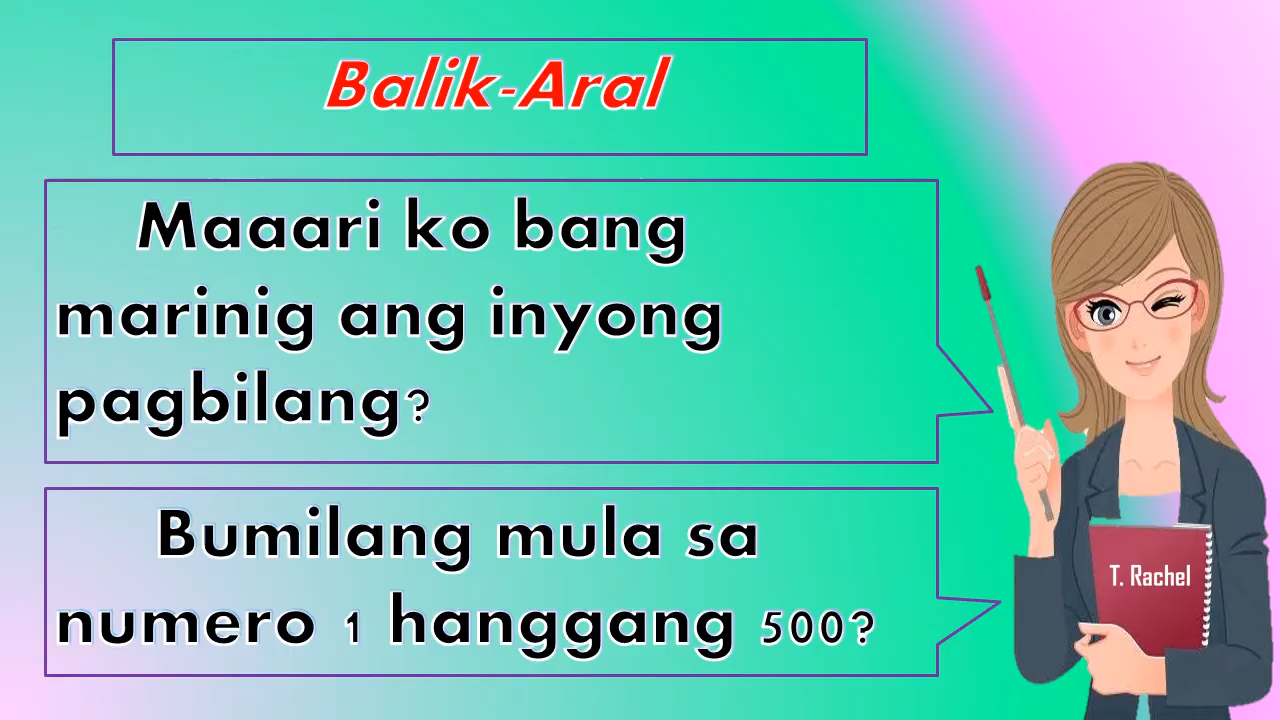 Balik-Aral
Maaari ko bang
marinig ang inyong
pagbilang?
Bumilang mula sa
numero 1 hanggang 500?
T. Rachel